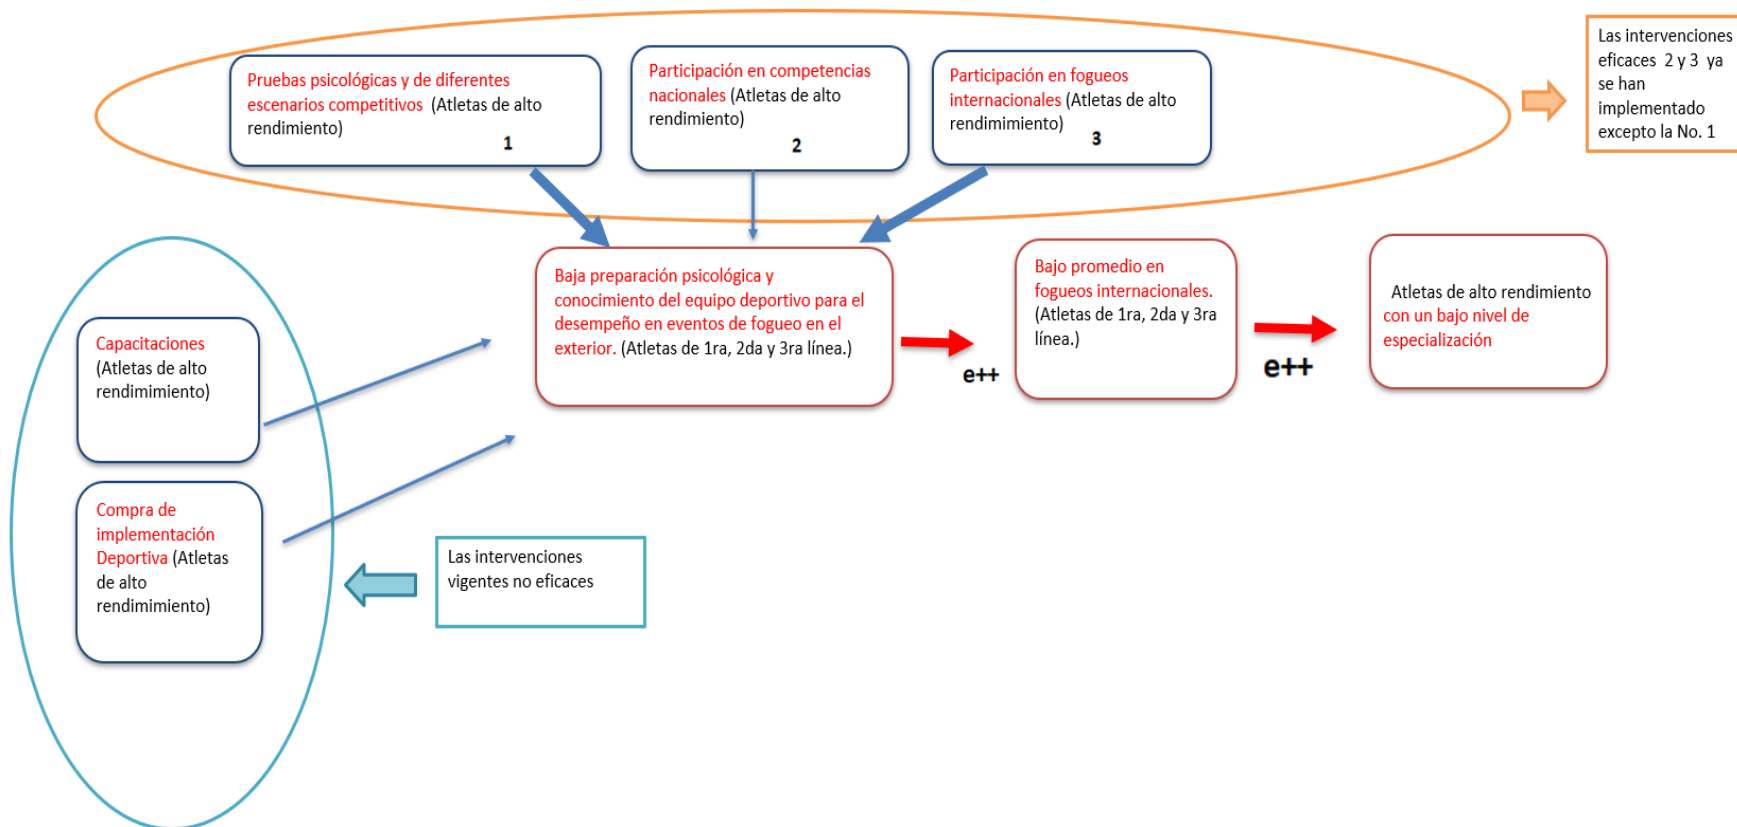 Pruebas psicológicas y de diferentes
escenarios competitivos (Atletas de alto
rendimiento)
1
Participación en competencias
nacionales (Atletas de alto
rendimiento)
2
Participación en fogueos
internacionales (Atletas de alto
rendimimiento)
3
Las intervenciones
eficaces 2 y 3 ya
se han
implementado
excepto la No. 1
Baja preparación psicológica y
conocimiento del equipo deportivo para el
desempeño en eventos de fogueo en el
exterior. (Atletas de 1ra, 2da y 3ra línea.)
e++
Bajo promedio en
fogueos internacionales.
(Atletas de 1ra, 2da y 3ra
línea.)
e++
Atletas de alto rendimiento
con un bajo nivel de
especialización
Capacitaciones
(Atletas de alto
rendimimiento)
Compra de
implementación
Deportiva (Atletas
de alto
rendimimiento)
Las intervenciones
vigentes no eficaces